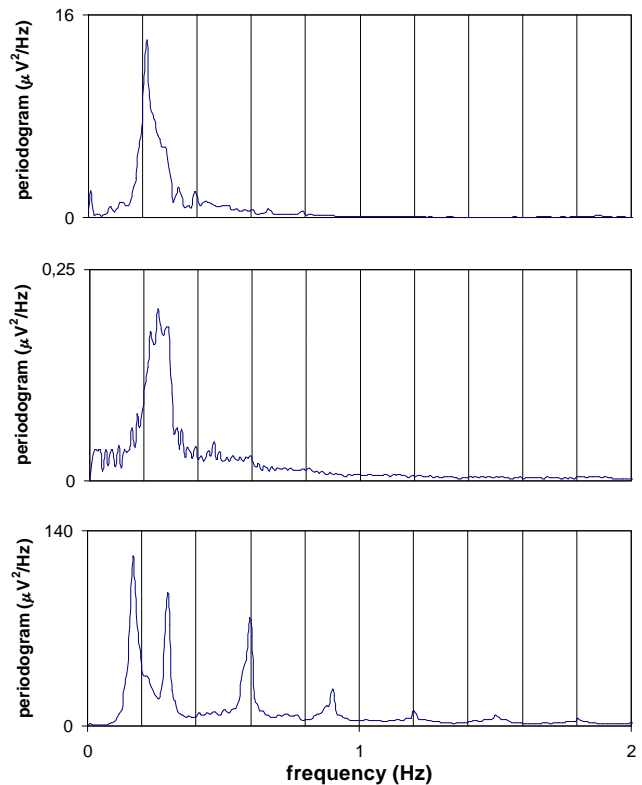 16
periodogram (μV²/Hz)
0
0,25
periodogram (μV²/Hz)
0
140
periodogram (μV²/Hz)
0
0 1 2
frequency (Hz)